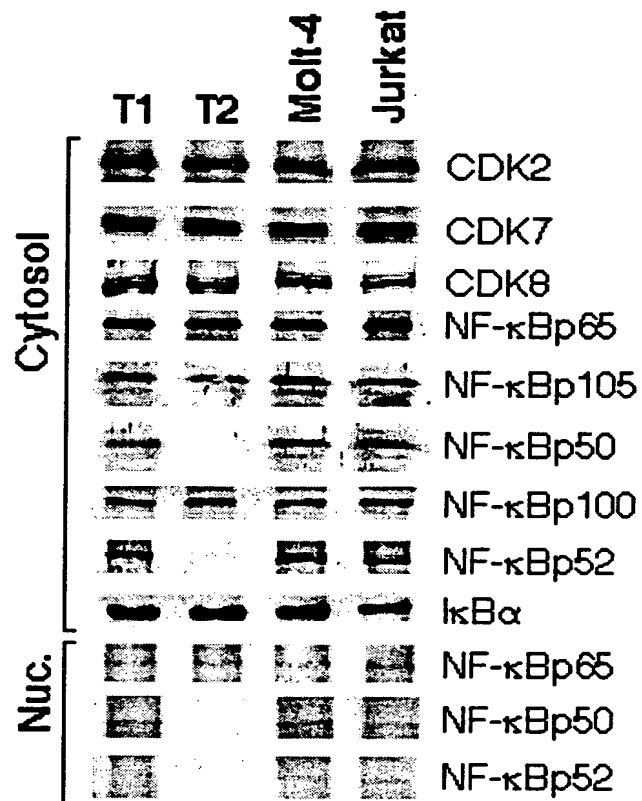 T1 T2 Molt-4 Jurkat
Cytosol
CDK2
CDK7
CDK8
NF-κBp65
NF-κBp105
NF-κBp50
NF-κBp100
NF-κBp52
IκBα
Nuc.
NF-κBp65
NF-κBp50
NF-κBp52